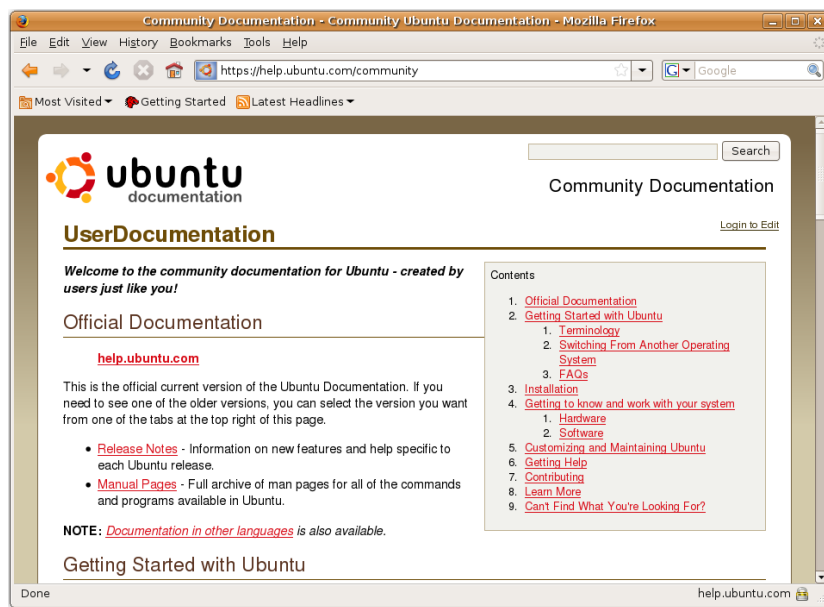 Community Documentation - Community Ubuntu Documentation - Mozilla Firefox
File Edit View History Bookmarks Tools Help
https://help.ubuntu.com/community
G Google
Most Visited Getting Started Latest Headlines
Search
ubuntu
documentation
Community Documentation
Login to Edit
UserDocumentation
Welcome to the community documentation for Ubuntu - created by
users just like you!
Official Documentation
help.ubuntu.com
This is the official current version of the Ubuntu Documentation. If you
need to see one of the older versions, you can select the version you want
from one of the tabs at the top right of this page.
• Release Notes - Information on new features and help specific to
each Ubuntu release.
• Manual Pages - Full archive of man pages for all of the commands
and programs available in Ubuntu.
NOTE: Documentation in other languages is also available.
Getting Started with Ubuntu
Contents
1. Official Documentation
2. Getting Started with Ubuntu
1. Terminology
2. Switching From Another Operating
System
3. FAQs
3. Installation
4. Getting to know and work with your system
1. Hardware
2. Software
5. Customizing and Maintaining Ubuntu
6. Getting Help
7. Contributing
8. Learn More
9. Can't Find What You're Looking For?
Done
help.ubuntu.com